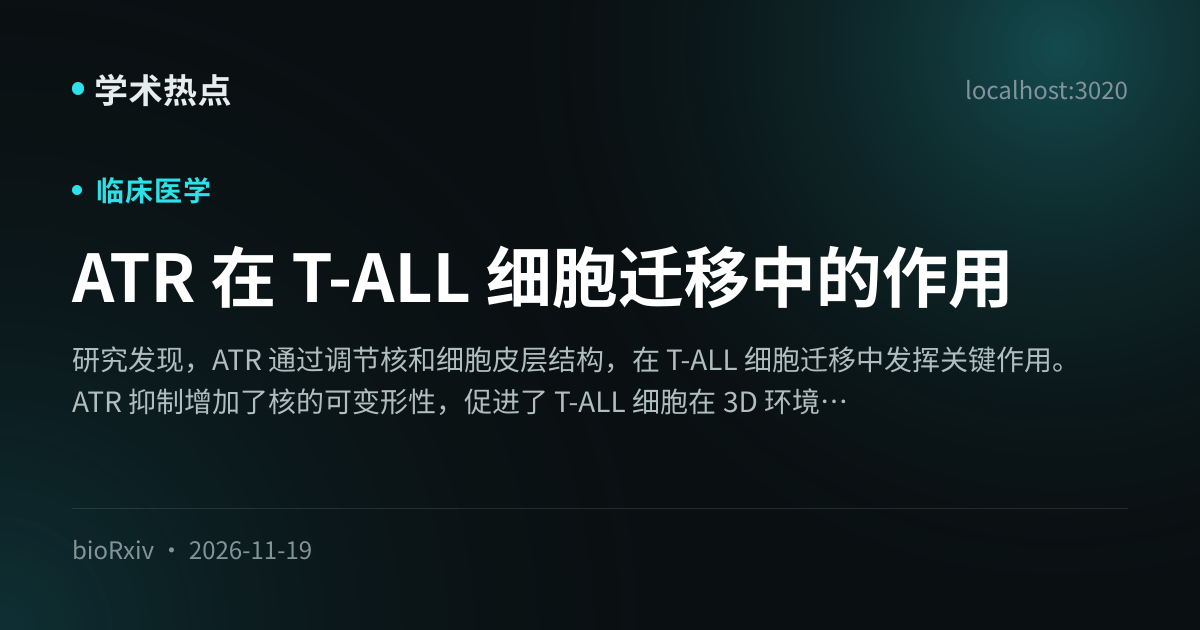 学术热点
localhost:3020
临床医学
ATR 在 T-ALL 细胞迁移中的作用
研究发现，ATR 通过调节核和细胞皮层结构，在 T-ALL 细胞迁移中发挥关键作用。
ATR 抑制增加了核的可变形性，促进了 T-ALL 细胞在 3D 环境…
bioRxiv · 2026-11-19